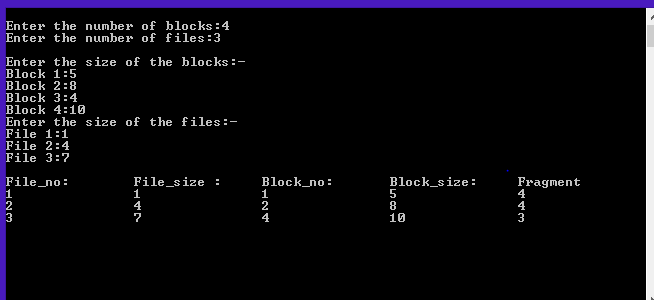 Enter the number of blocks:4
Enter the number of files:3
Enter the size of the blocks:-
Block 1:5
Block 2:8
Block 3:4
Block 4:10
Enter the size of the files:-
File 1:1
File 2:4
File 3:7
File_no: File_size : Block_no: Block_size: Fragment
1 1 1 5 4
2 4 2 8 4
3 7 4 10 3